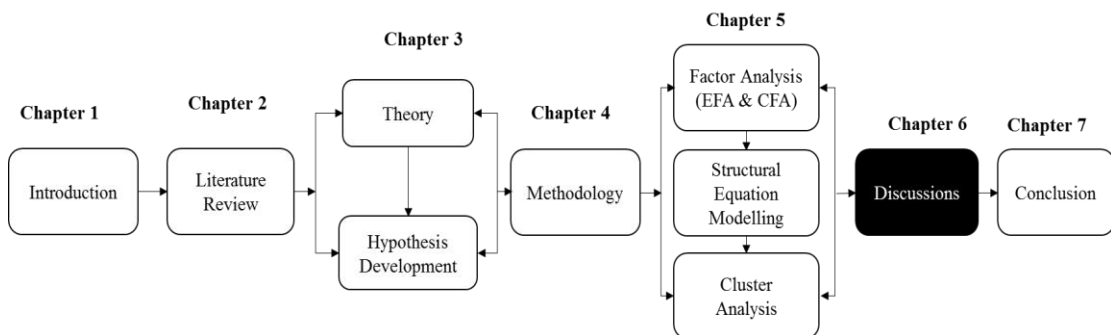 Chapter 1
Introduction
Chapter 2
Literature
Review
Chapter 3
Theory
Hypothesis
Development
Chapter 4
Methodology
Chapter 5
Factor Analysis
(EFA & CFA)
Structural
Equation
Modelling
Cluster
Analysis
Chapter 6
Discussions
Chapter 7
Conclusion